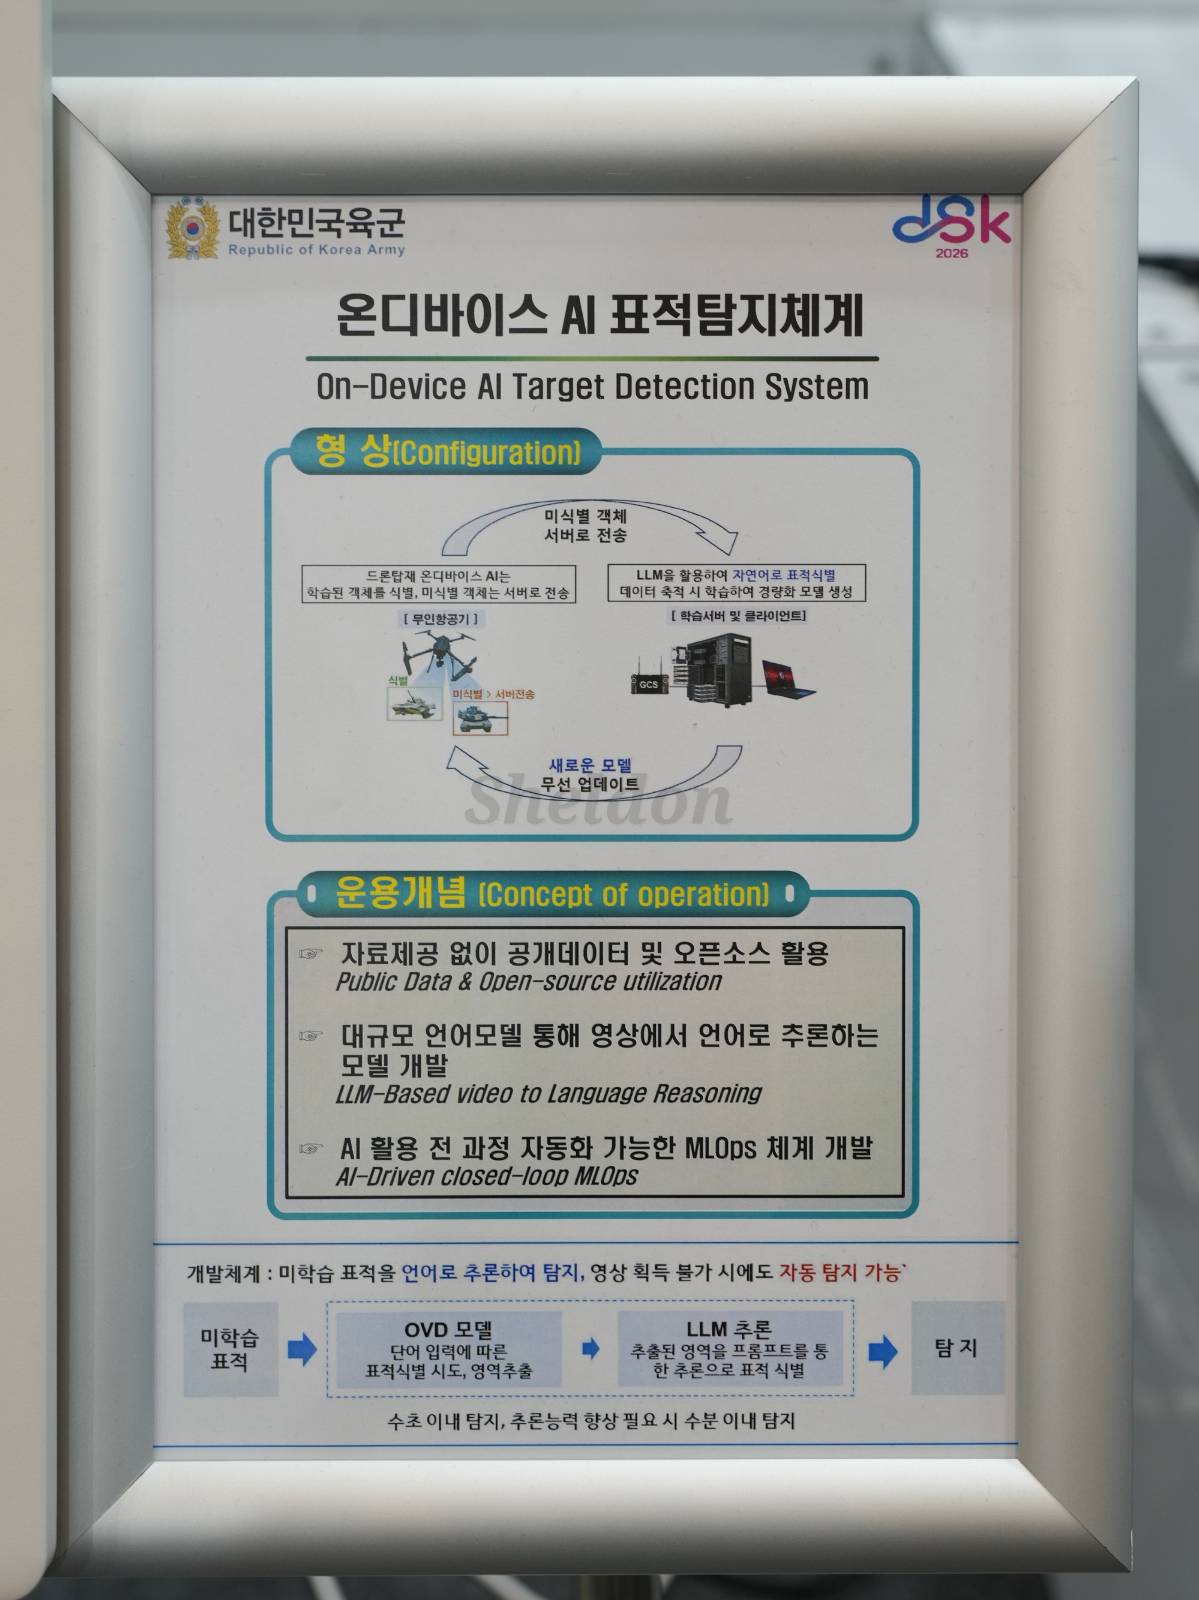 대한민국육군
Republic of Korea Army
dsk
2026
온디바이스 AI 표적탐지체계
On-Device AI Target Detection System
형 상(Configuration)
미식별 객체
서버로 전송
드론탑재 온디바이스 AI는
학습된 객체를 식별, 미식별 객체는 서버로 전송
LLM을 활용하여 자연어로 표적식별
데이터 축적 시 학습하여 경량화 모델 생성
[ 무인항공기 ]
[ 학습서버 및 클라이언트]
식별
미식별 > 서버전송
GCS
새로운 모델
무선 업데이트
Sheldon
운용개념 (Concept of operation)
☞ 자료제공 없이 공개데이터 및 오픈소스 활용
Public Data & Open-source utilization
☞ 대규모 언어모델 통해 영상에서 언어로 추론하는
모델 개발
LLM-Based video to Language Reasoning
☞ AI 활용 전 과정 자동화 가능한 MLOps 체계 개발
AI-Driven closed-loop MLOps
개발체계 : 미학습 표적을 언어로 추론하여 탐지, 영상 획득 불가 시에도 자동 탐지 가능`
미학습
표적
OVD 모델
단어 입력에 따른
표적식별 시도, 영역추출
LLM 추론
추출된 영역을 프롬프트를 통
한 추론으로 표적 식별
탐 지
수초 이내 탐지, 추론능력 향상 필요 시 수분 이내 탐지